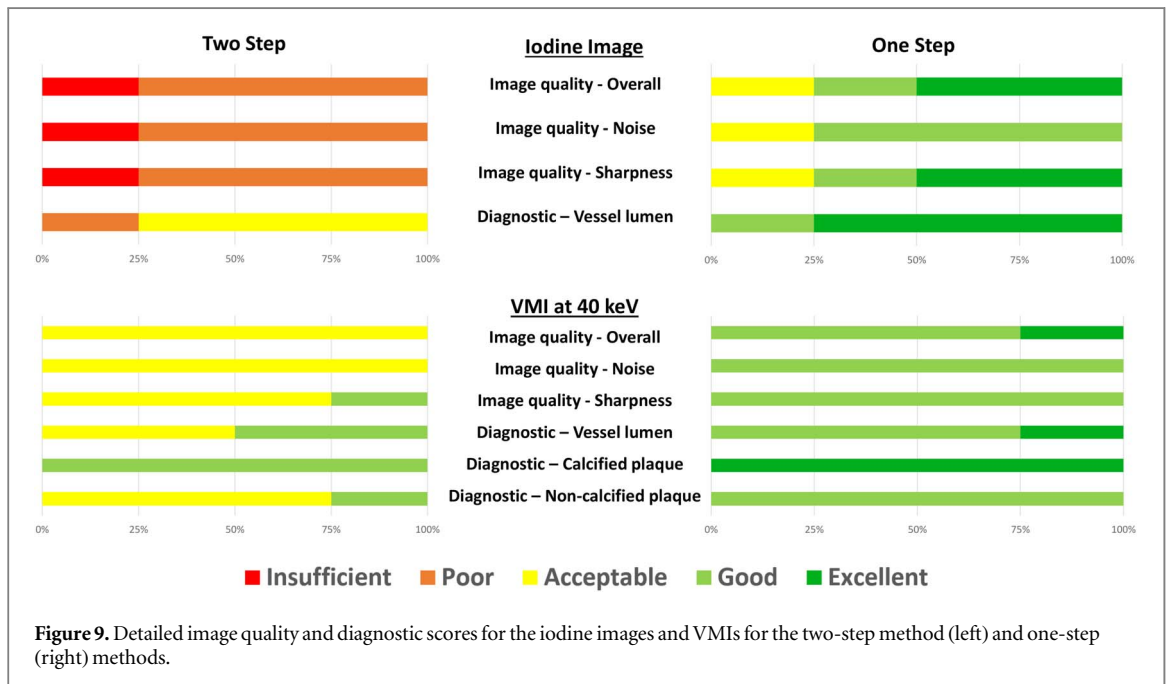 Two Step
Iodine Image
One Step
Image quality - Overall
Image quality - Noise
Image quality - Sharpness
Diagnostic – Vessel lumen
0% 25% 50% 75% 100%
0% 25% 50% 75% 100%
VMI at 40 keV
Image quality - Overall
Image quality - Noise
Image quality - Sharpness
Diagnostic – Vessel lumen
Diagnostic – Calcified plaque
Diagnostic – Non-calcified plaque
0% 25% 50% 75% 100%
0% 25% 50% 75% 100%
Insufficient Poor Acceptable Good Excellent
Figure 9. Detailed image quality and diagnostic scores for the iodine images and VMIs for the two-step method (left) and one-step
(right) methods.